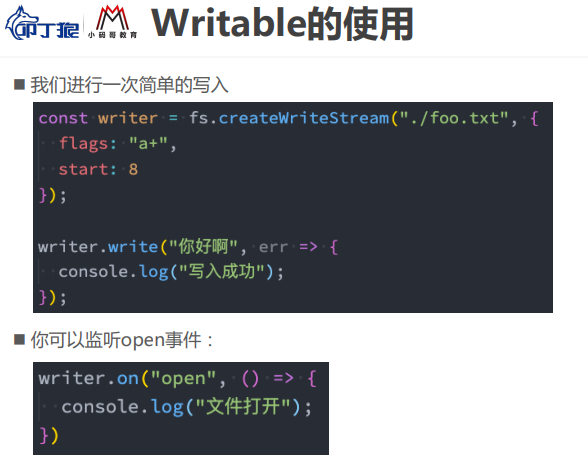 叩丁狼
小码哥教育
Writable的使用
我们进行一次简单的写入
const writer = fs.createWriteStream("./foo.txt", {
  flags: "a+",
  start: 8
});
writer.write("你好啊", err => {
  console.log("写入成功");
});
你可以监听open事件：
writer.on("open", () => {
  console.log("文件打开");
})